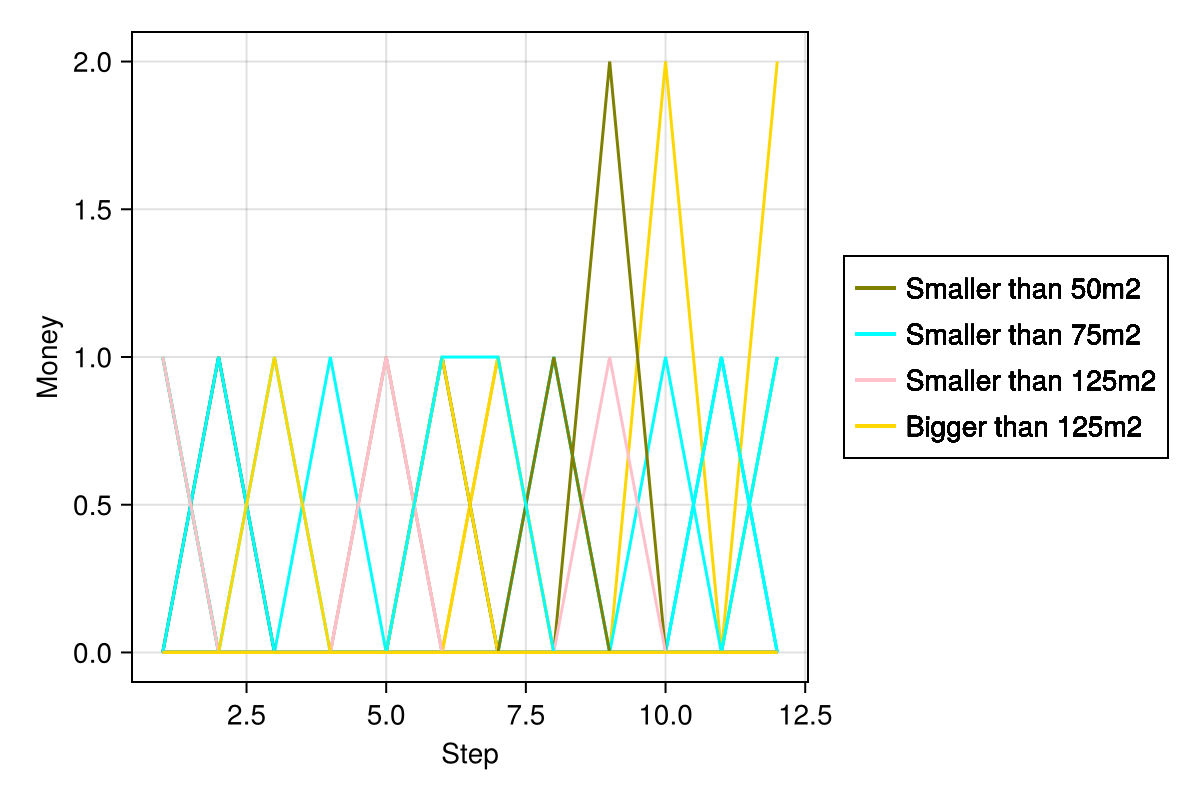 2.0
1.5
1.0
0.5
0.0
Money
2.5
5.0
7.5
10.0
12.5
Step
Smaller than 50m2
Smaller than 75m2
Smaller than 125m2
Bigger than 125m2